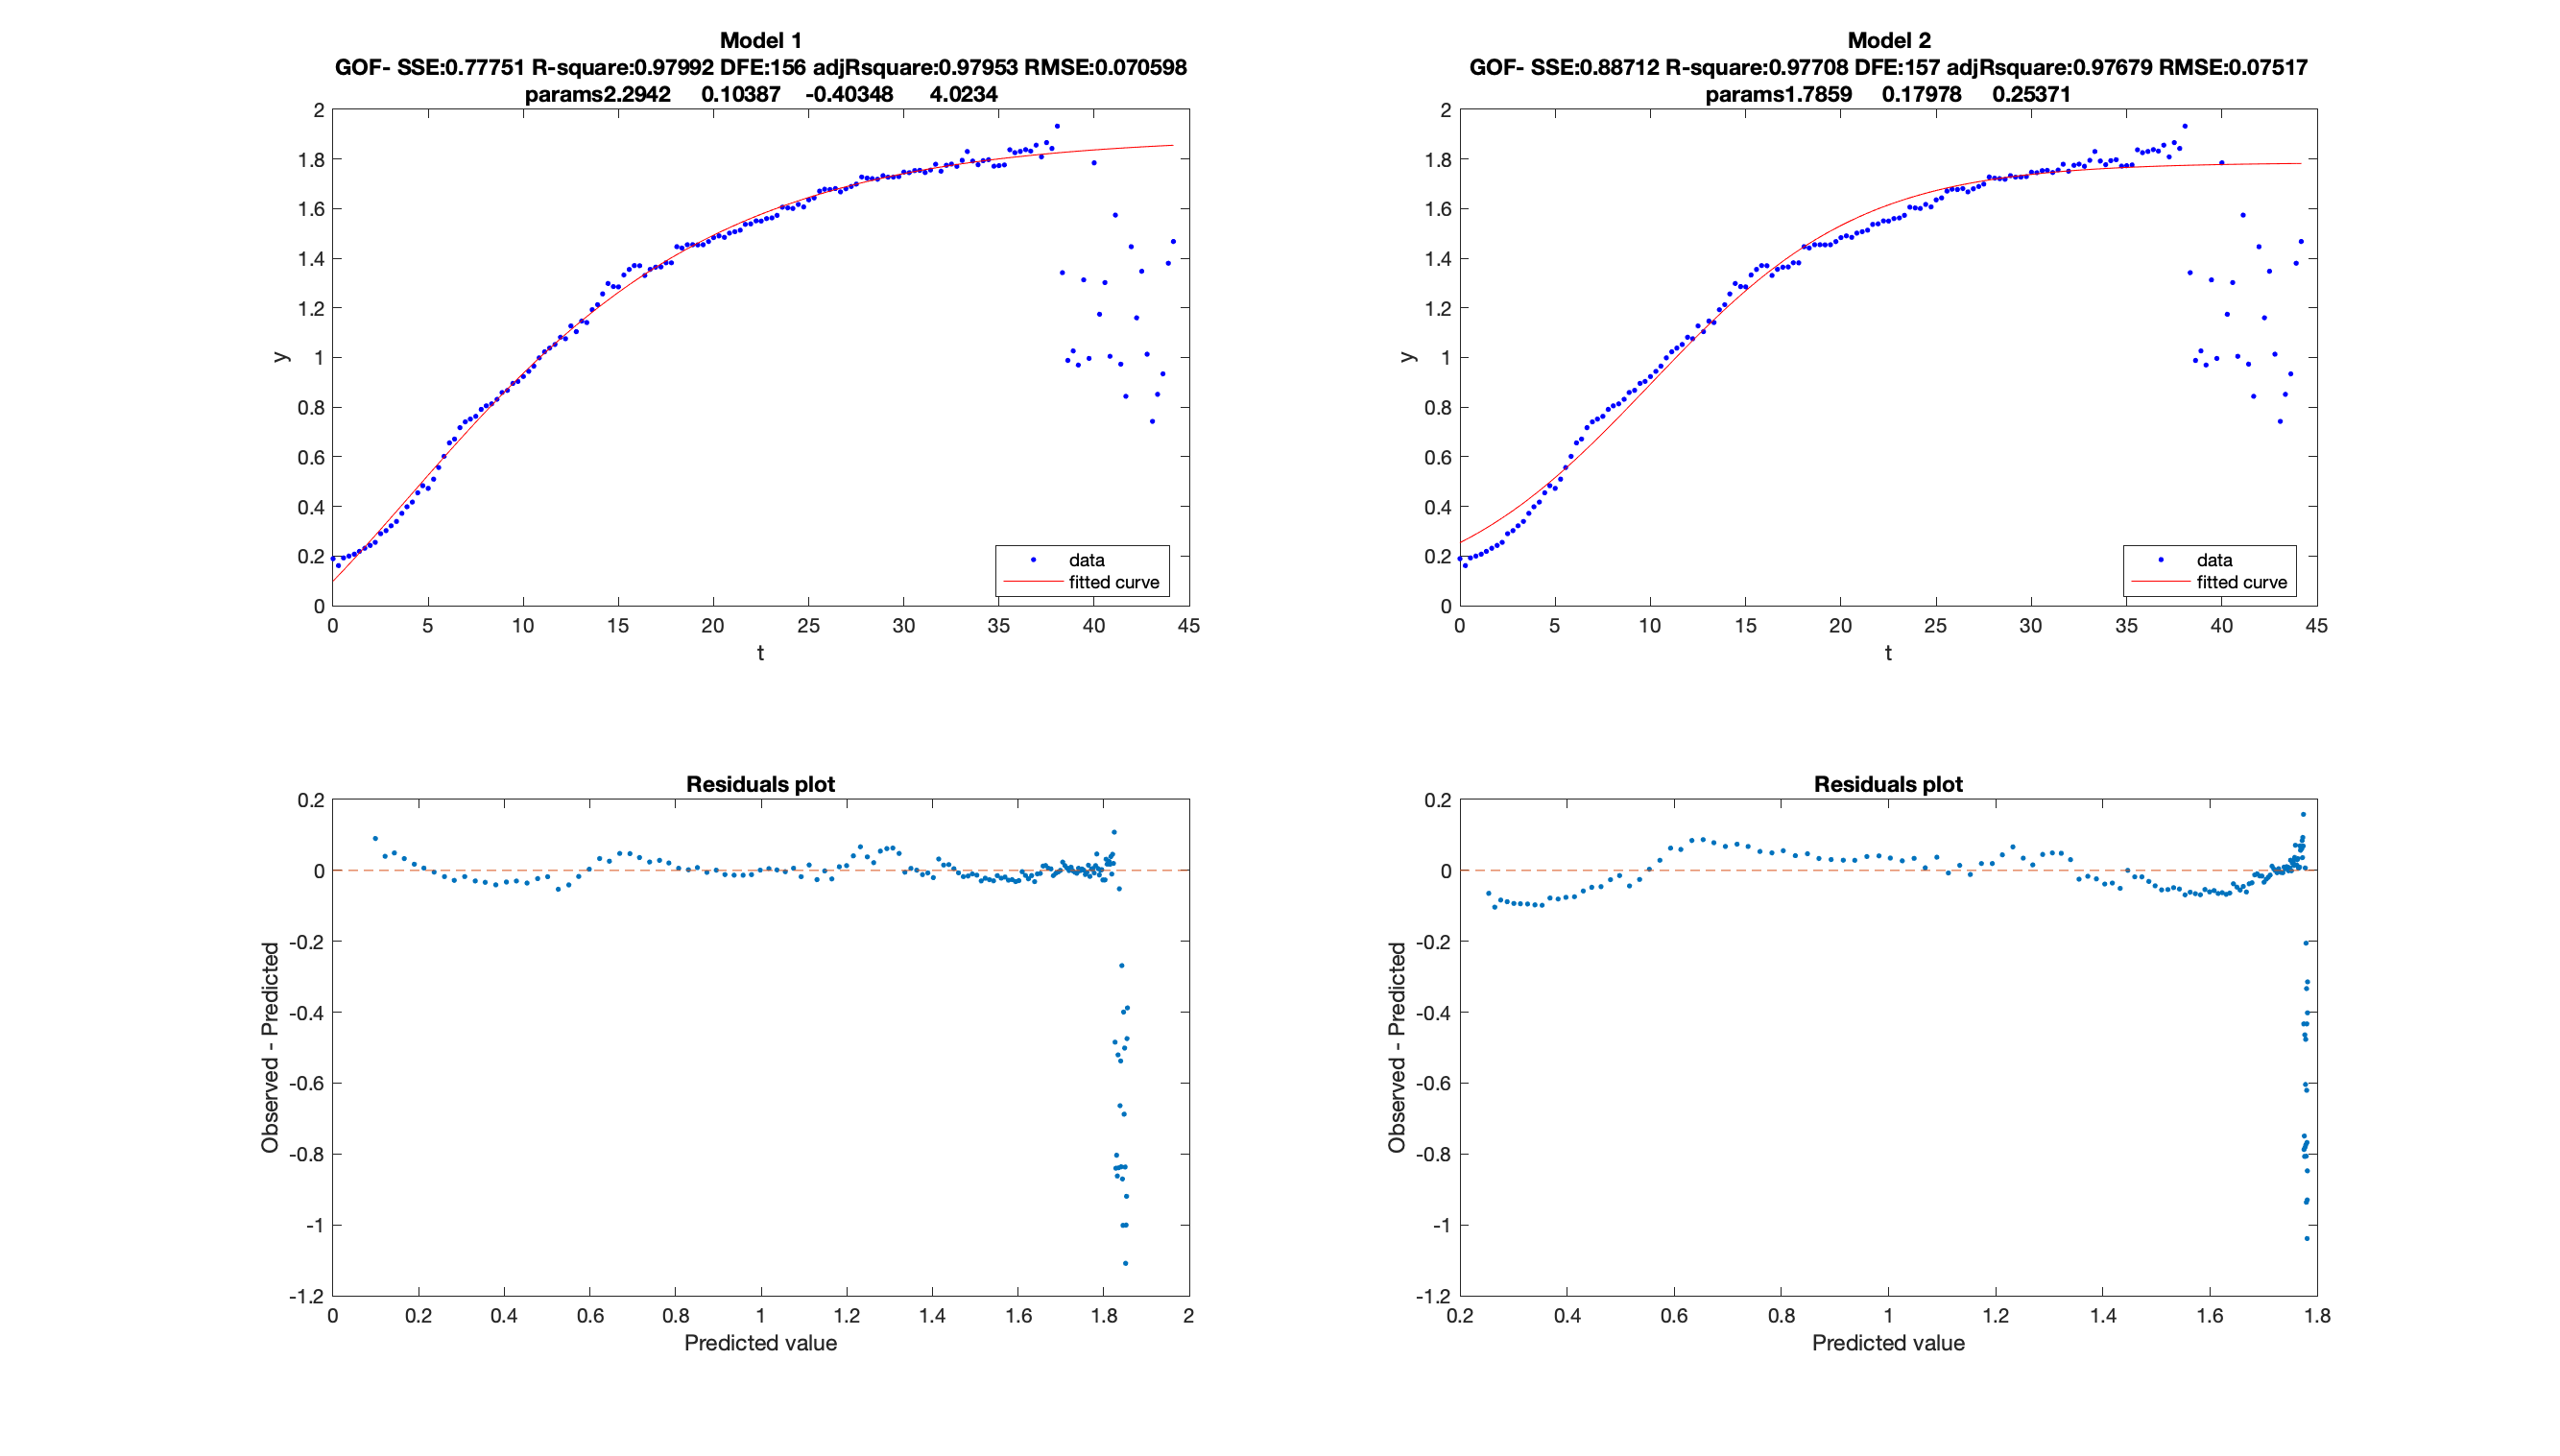 Model 1
GOF- SSE:0.77751 R-square:0.97992 DFE:156 adjRsquare:0.97953 RMSE:0.070598
params2.2942 0.10387 -0.40348 4.0234
2
1.8
1.6
1.4
1.2
1
0.8
0.6
0.4
0.2
0
y
0 5 10 15 20 25 30 35 40 45
t
data
fitted curve
Model 2
GOF- SSE:0.88712 R-square:0.97708 DFE:157 adjRsquare:0.97679 RMSE:0.07517
params1.7859 0.17978 0.25371
2
1.8
1.6
1.4
1.2
1
0.8
0.6
0.4
0.2
0
y
0 5 10 15 20 25 30 35 40 45
t
data
fitted curve
Residuals plot
0.2
0
-0.2
-0.4
-0.6
-0.8
-1
-1.2
Observed - Predicted
0 0.2 0.4 0.6 0.8 1 1.2 1.4 1.6 1.8 2
Predicted value
Residuals plot
0.2
0
-0.2
-0.4
-0.6
-0.8
-1
-1.2
Observed - Predicted
0.2 0.4 0.6 0.8 1 1.2 1.4 1.6 1.8
Predicted value